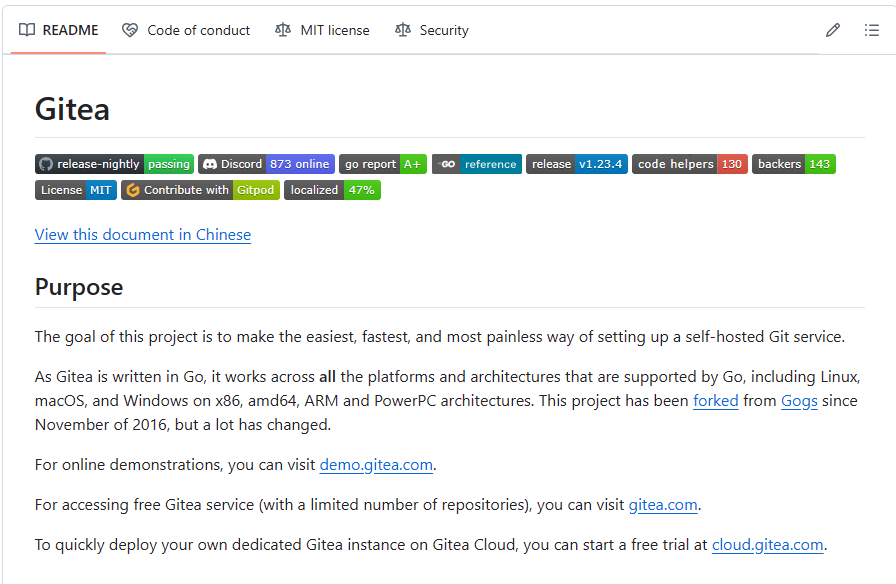 README Code of conduct MIT license Security
Gitea
release-nightly passing Discord 873 online go report A+ GO reference release v1.23.4 code helpers 130 backers 143
License MIT Contribute with Gitpod localized 47%
View this document in Chinese
Purpose
The goal of this project is to make the easiest, fastest, and most painless way of setting up a self-hosted Git service.
As Gitea is written in Go, it works across all the platforms and architectures that are supported by Go, including Linux,
macOS, and Windows on x86, amd64, ARM and PowerPC architectures. This project has been forked from Gogs since
November of 2016, but a lot has changed.
For online demonstrations, you can visit demo.gitea.com.
For accessing free Gitea service (with a limited number of repositories), you can visit gitea.com.
To quickly deploy your own dedicated Gitea instance on Gitea Cloud, you can start a free trial at cloud.gitea.com.